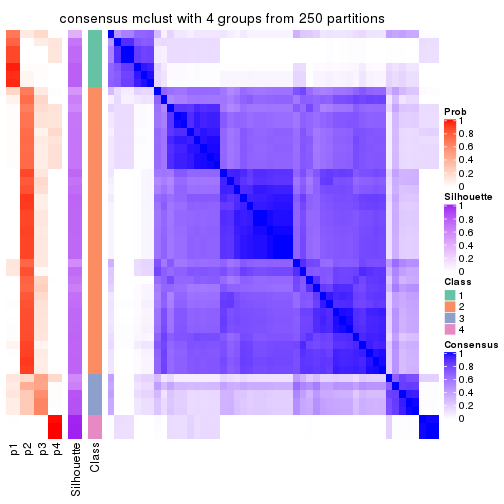 consensus mclust with 4 groups from 250 partitions
Prob
1
0.8
0.6
0.4
0.2
0
Silhouette
1
0.8
0.6
0.4
0.2
0
Class
1
2
3
4
Consensus
1
0.8
0.6
0.4
0.2
0
p1
p2
p3
p4
Silhouette
Class